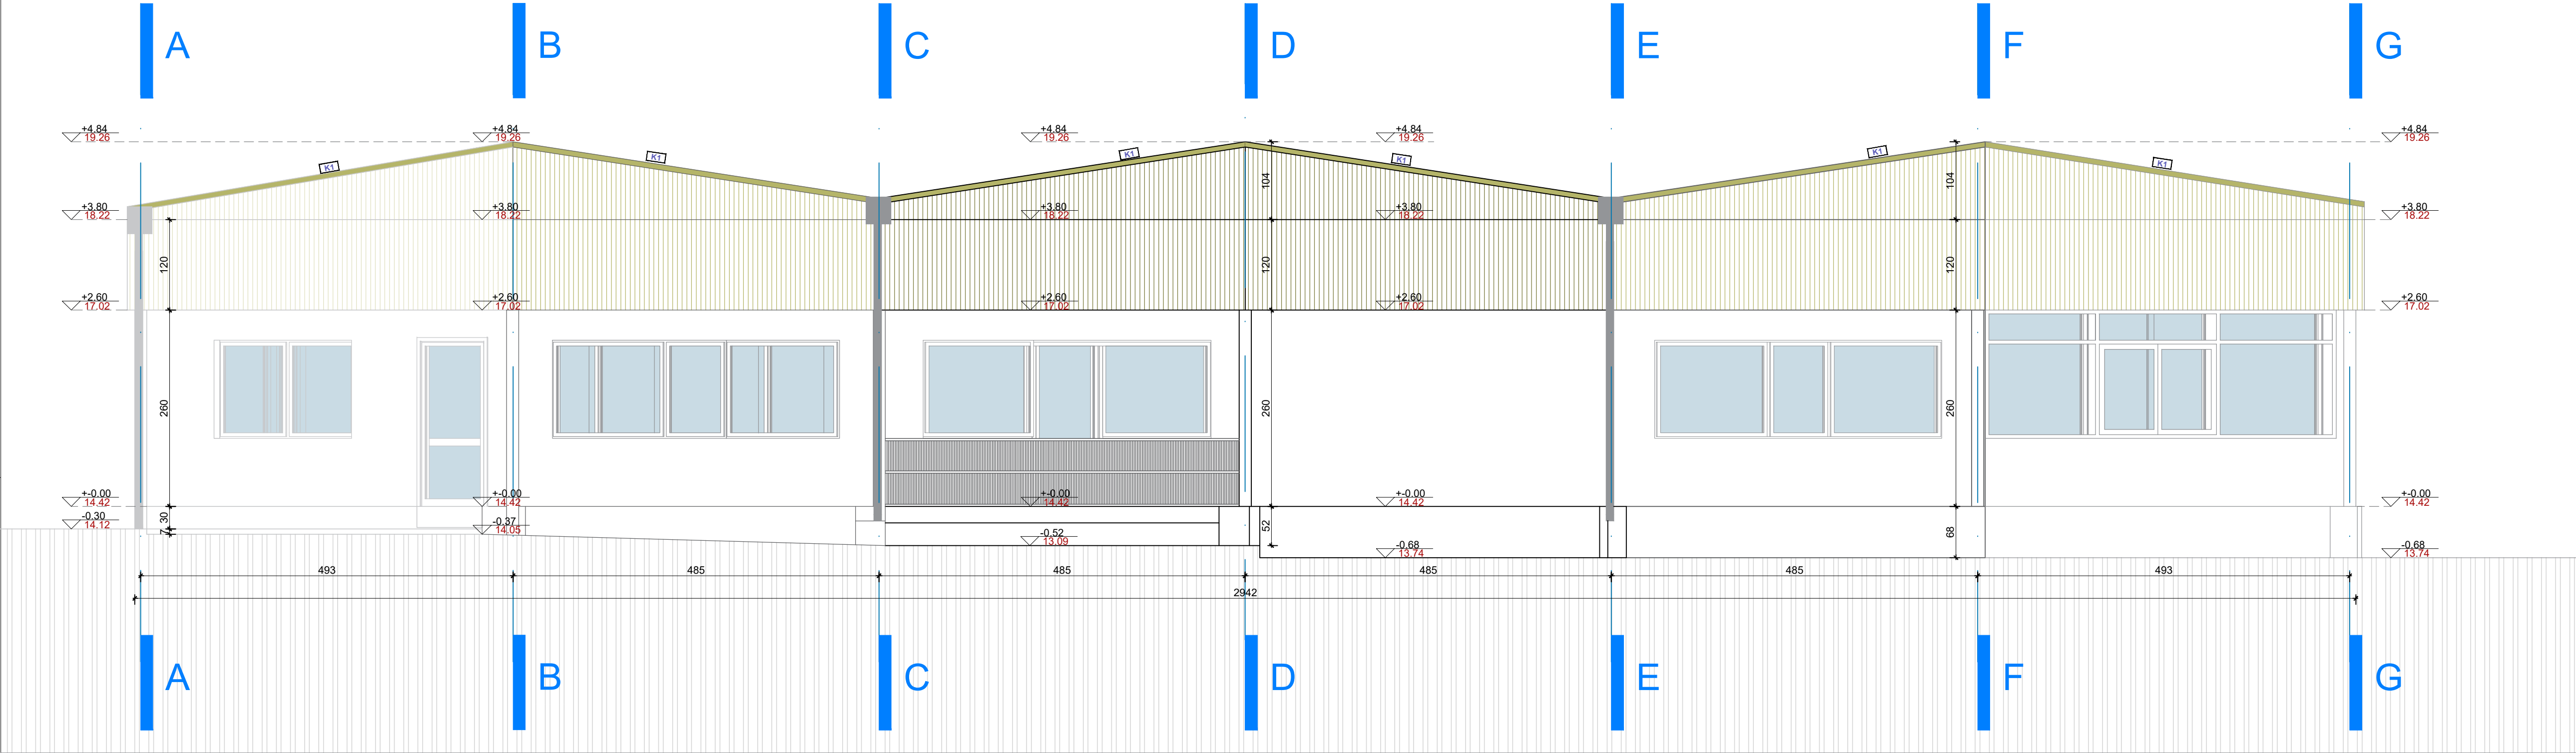 A B C D E F G
+4.84 +4.84 +4.84 +4.84 +4.84
19.26 19.26 19.26 19.26 19.26
K1 K1 K1 K1 K1 K1
104 104
+3.80 +3.80 +3.80 +3.80 +3.80
18.22 18.22 18.22 18.22 18.22
120 120 120
+2.60 +2.60 +2.60 +2.60 +2.60
17.02 17.02 17.02 17.02 17.02
260 260 260
+-0.00 +-0.00 +-0.00 +-0.00 +-0.00
14.42 14.42 14.42 14.42 14.42
-0.30 30 -0.37 52
14.12 14.05
7 -0.52 68
13.09
-0.68 -0.68
13.74 13.74
493 485 485 485 485 493
2942
A B C D E F G